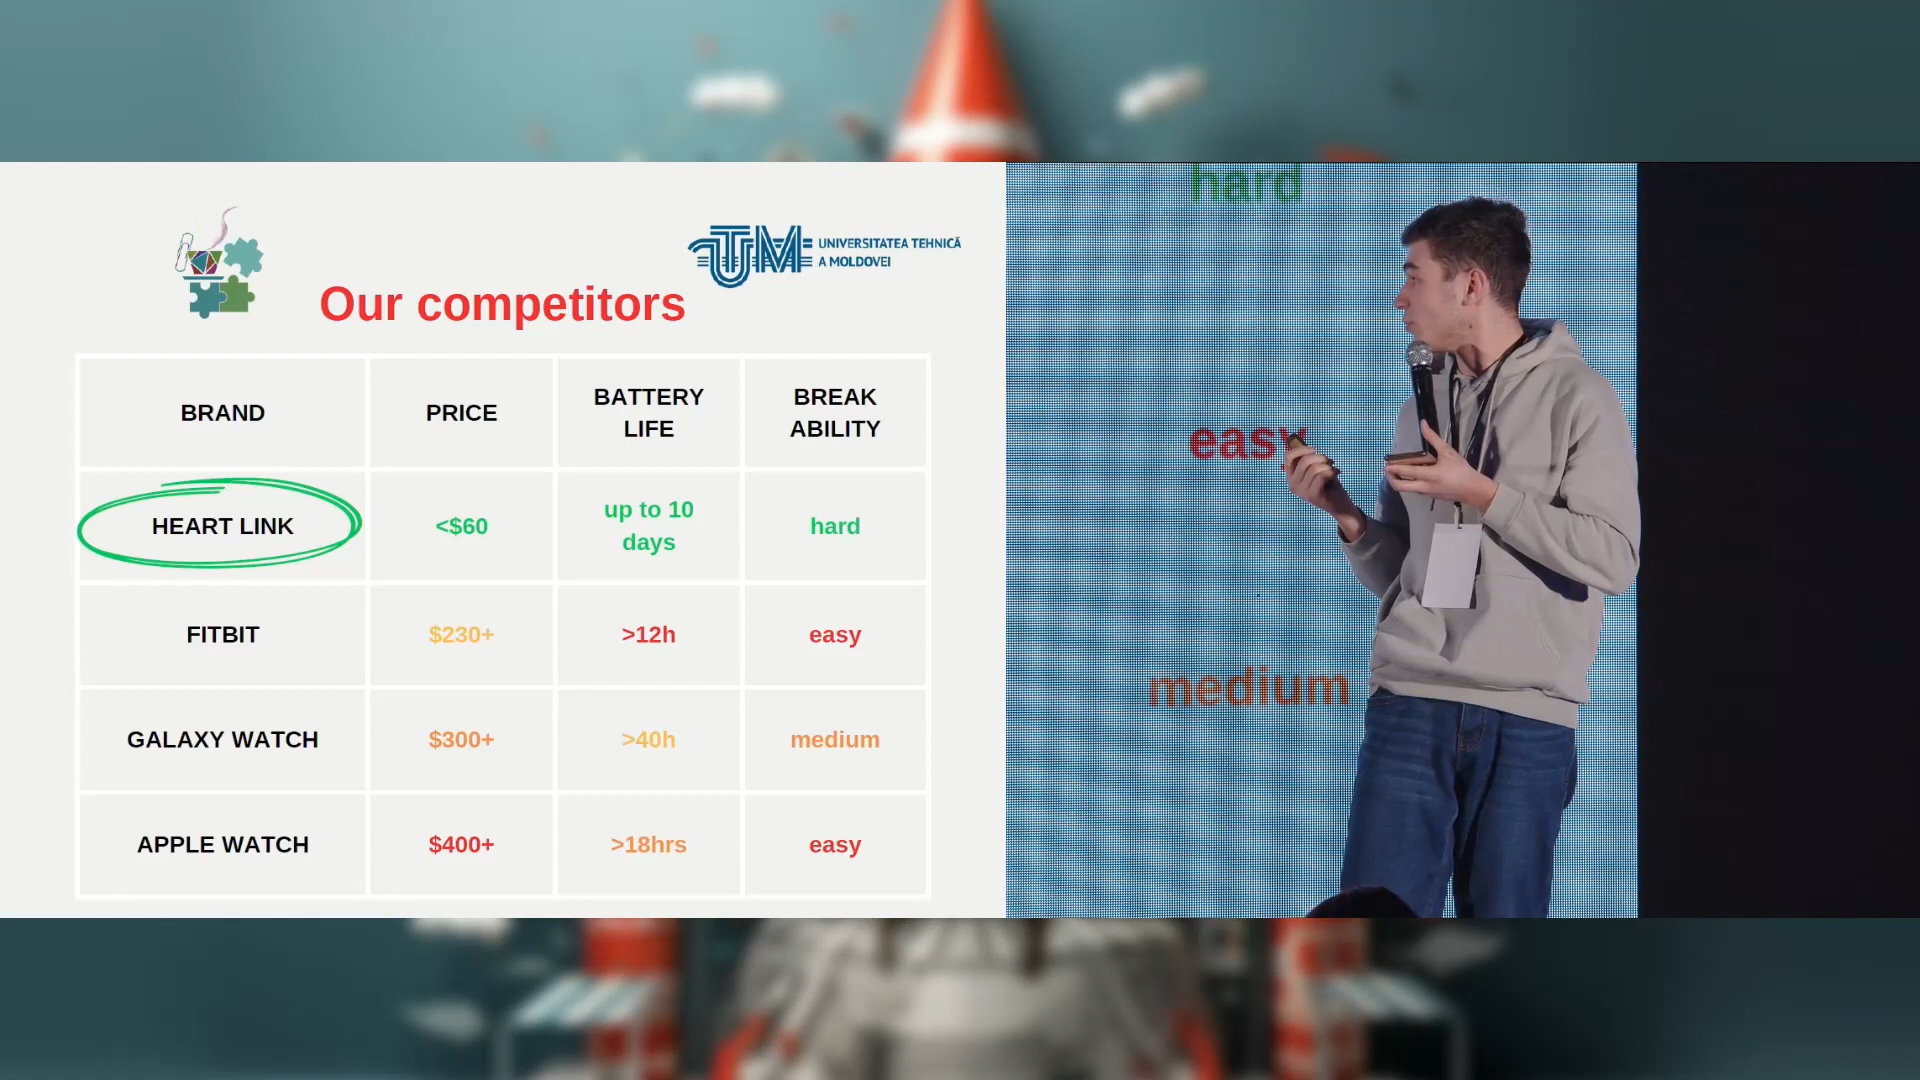 UNIVERSITATEA TEHNICĂ
A MOLDOVEI
UTM
Our competitors
BRAND PRICE BATTERY LIFE BREAK ABILITY
HEART LINK <$60 up to 10 days hard
FITBIT $230+ >12h easy
GALAXY WATCH $300+ >40h medium
APPLE WATCH $400+ >18hrs easy
hard
easy
medium